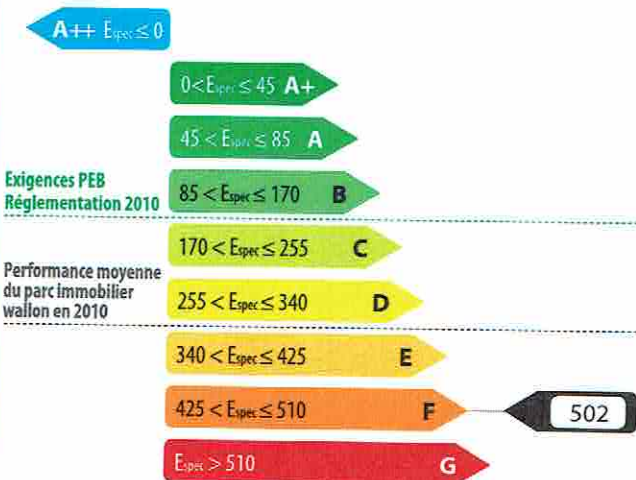 A++ Espec ≤ 0
0<Espec ≤ 45 A+
45 < Espec ≤ 85 A
Exigences PEB
Réglementation 2010
85 < Espec ≤ 170 B
170 < Espec ≤ 255 C
Performance moyenne
du parc immobilier
wallon en 2010
255 < Espec ≤ 340 D
340 < Espec ≤ 425 E
425 < Espec ≤ 510 F
502
Espec > 510 G